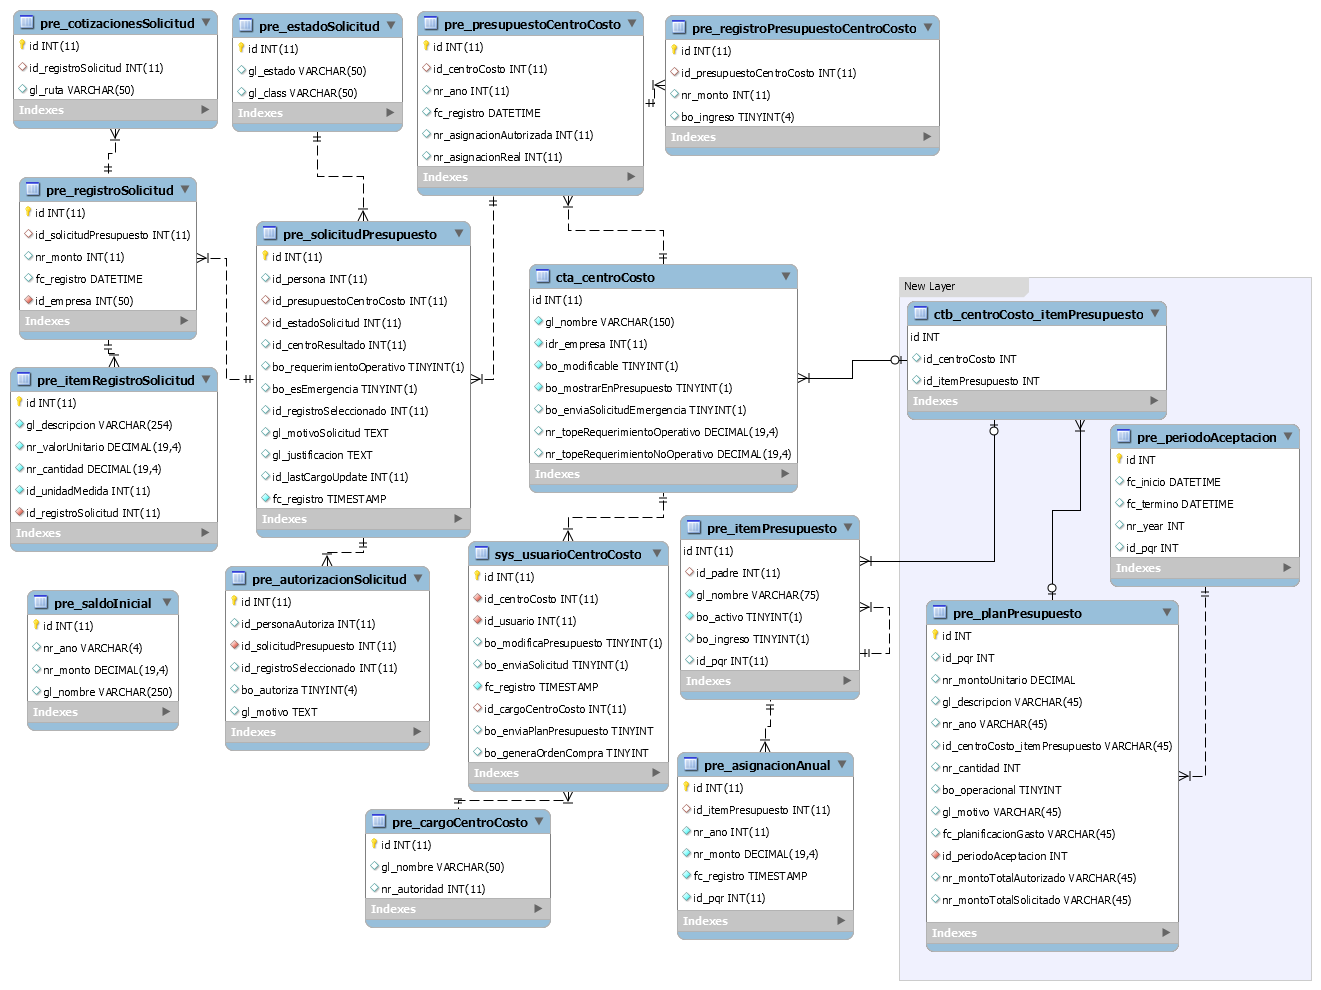 pre_cotizacionesSolicitud
id INT(11)
id_registroSolicitud INT(11)
gl_ruta VARCHAR(50)
Indexes
pre_estadoSolicitud
id INT(11)
gl_estado VARCHAR(50)
gl_class VARCHAR(50)
Indexes
pre_presupuestoCentroCosto
id INT(11)
id_centroCosto INT(11)
nr_ano INT(11)
fc_registro DATETIME
nr_asignacionAutorizada INT(11)
nr_asignacionReal INT(11)
Indexes
pre_registroPresupuestoCentroCosto
id INT(11)
id_presupuestoCentroCosto INT(11)
nr_monto INT(11)
bo_ingreso TINYINT(4)
Indexes
pre_registroSolicitud
id INT(11)
id_solicitudPresupuesto INT(11)
nr_monto INT(11)
fc_registro DATETIME
id_empresa INT(50)
Indexes
pre_solicitudPresupuesto
id INT(11)
id_persona INT(11)
id_presupuestoCentroCosto INT(11)
id_estadoSolicitud INT(11)
id_centroResultado INT(11)
bo_requerimientoOperativo TINYINT(1)
bo_esEmergencia TINYINT(1)
id_registroSeleccionado INT(11)
gl_motivoSolicitud TEXT
gl_justificacion TEXT
id_lastCargoUpdate INT(11)
fc_registro TIMESTAMP
Indexes
cta_centroCosto
id INT(11)
gl_nombre VARCHAR(150)
idr_empresa INT(11)
bo_modificable TINYINT(1)
bo_mostrarEnPresupuesto TINYINT(1)
bo_enviaSolicitudEmergencia TINYINT(1)
nr_topeRequerimientoOperativo DECIMAL(19,4)
nr_topeRequerimientoNoOperativo DECIMAL(19,4)
Indexes
New Layer
ctb_centroCosto_itemPresupuesto
id INT
id_centroCosto INT
id_itemPresupuesto INT
Indexes
pre_itemRegistroSolicitud
id INT(11)
gl_descripcion VARCHAR(254)
nr_valorUnitario DECIMAL(19,4)
nr_cantidad DECIMAL(19,4)
id_unidadMedida INT(11)
id_registroSolicitud INT(11)
Indexes
pre_periodoAceptacion
id INT
fc_inicio DATETIME
fc_termino DATETIME
nr_year INT
id_pqr INT
Indexes
pre_itemPresupuesto
id INT(11)
id_padre INT(11)
gl_nombre VARCHAR(75)
bo_activo TINYINT(1)
bo_ingreso TINYINT(1)
id_pqr INT(11)
Indexes
sys_usuarioCentroCosto
id INT(11)
id_centroCosto INT(11)
id_usuario INT(11)
bo_modificaPresupuesto TINYINT(1)
bo_enviaSolicitud TINYINT(1)
fc_registro TIMESTAMP
id_cargoCentroCosto INT(11)
bo_enviaPlanPresupuesto TINYINT
bo_generaOrdenCompra TINYINT
Indexes
pre_autorizacionSolicitud
id INT(11)
id_personaAutoriza INT(11)
id_solicitudPresupuesto INT(11)
id_registroSeleccionado INT(11)
bo_autoriza TINYINT(4)
gl_motivo TEXT
Indexes
pre_saldoInicial
id INT(11)
nr_ano VARCHAR(4)
nr_monto DECIMAL(19,4)
gl_nombre VARCHAR(250)
Indexes
pre_planPresupuesto
id INT
id_pqr INT
nr_montoUnitario DECIMAL
gl_descripcion VARCHAR(45)
nr_ano VARCHAR(45)
id_centroCosto_itemPresupuesto VARCHAR(45)
nr_cantidad INT
bo_operacional TINYINT
gl_motivo VARCHAR(45)
fc_planificacionGasto VARCHAR(45)
id_periodoAceptacion INT
nr_montoTotalAutorizado VARCHAR(45)
nr_montoTotalSolicitado VARCHAR(45)
Indexes
pre_asignacionAnual
id INT(11)
id_itemPresupuesto INT(11)
nr_ano INT(11)
nr_monto DECIMAL(19,4)
fc_registro TIMESTAMP
id_pqr INT(11)
Indexes
pre_cargoCentroCosto
id INT(11)
gl_nombre VARCHAR(50)
nr_autoridad INT(11)
Indexes